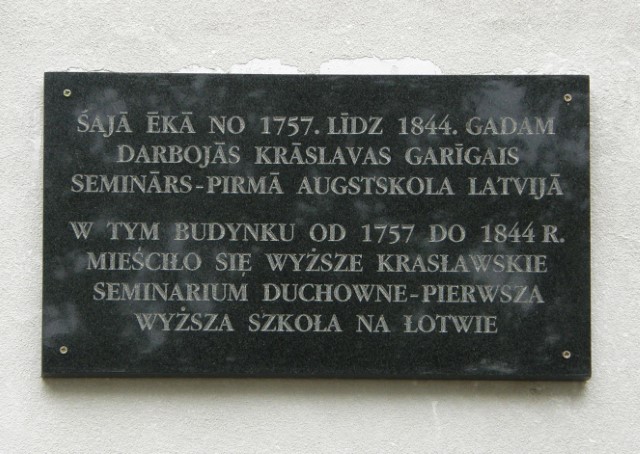 ŠAJĀ ĒKĀ NO 1757. LĪDZ 1844. GADAM
DARBOJĀS KRĀSLAVAS GARĪGAIS
SEMINĀRS-PIRMĀ AUGSTSKOLA LATVIJĀ
W TYM BUDYNKU OD 1757 DO 1844 R.
MIEŚCIŁO SIĘ WYŻSZE KRASŁAWSKIE
SEMINARIUM DUCHOWNE-PIERWSZA
WYŻSZA SZKOŁA NA ŁOTWIE